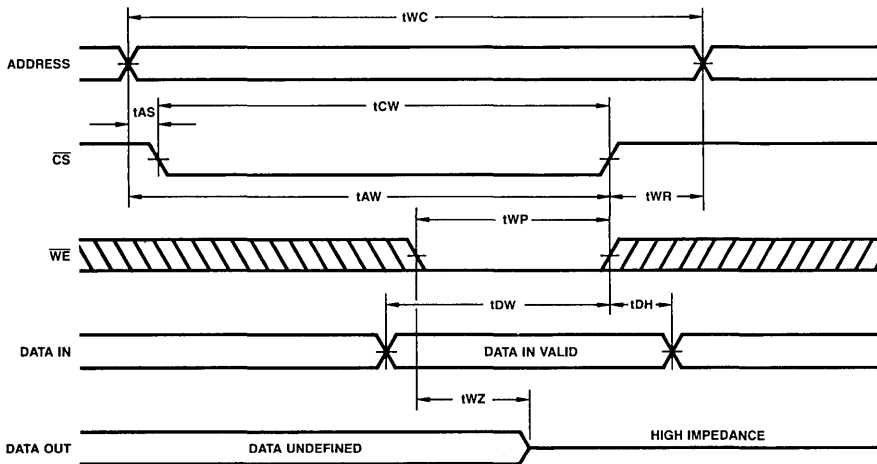 tWC
ADDRESS
tAS
tCW
CS
tAW
tWR
tWP
WE
tDW
tDH
DATA IN
DATA IN VALID
tWZ
DATA OUT
DATA UNDEFINED
HIGH IMPEDANCE